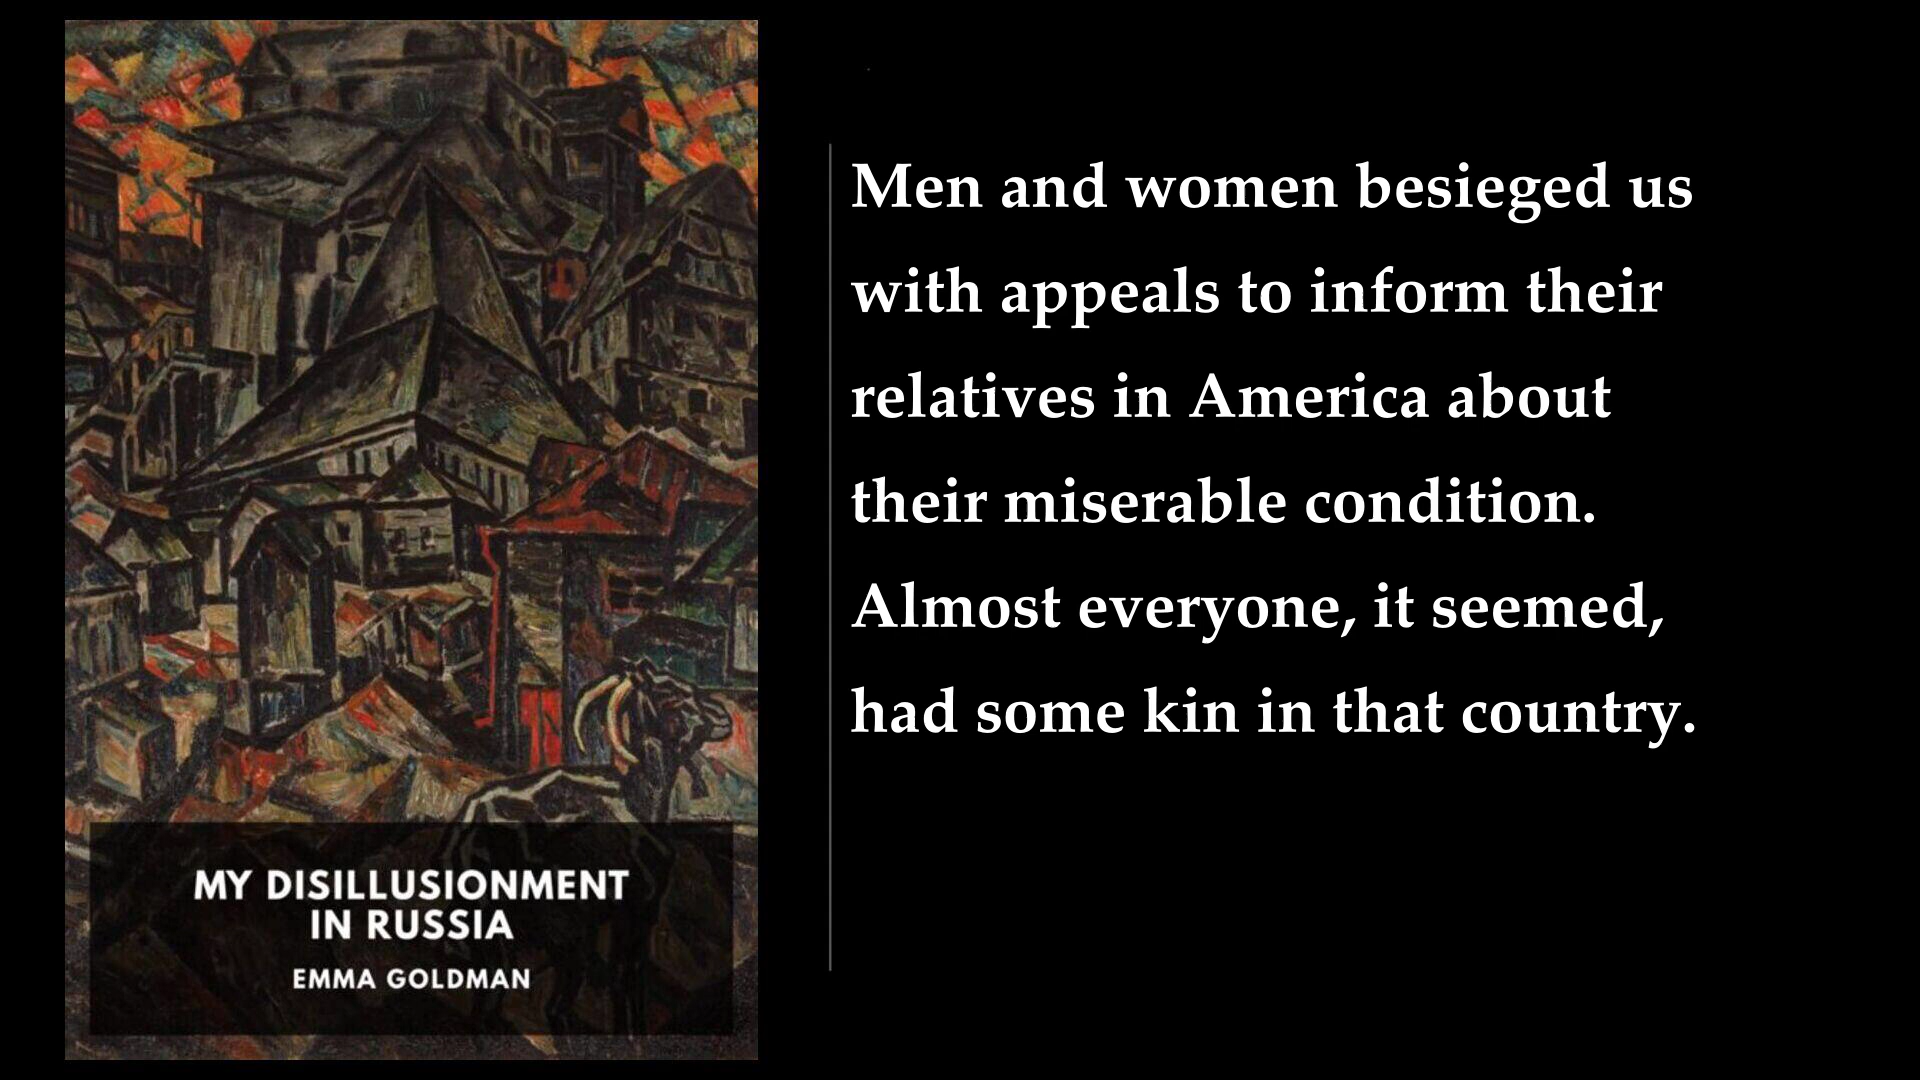 MY DISILLUSIONMENT
IN RUSSIA
EMMA GOLDMAN
Men and women besieged us
with appeals to inform their
relatives in America about
their miserable condition.
Almost everyone, it seemed,
had some kin in that country.